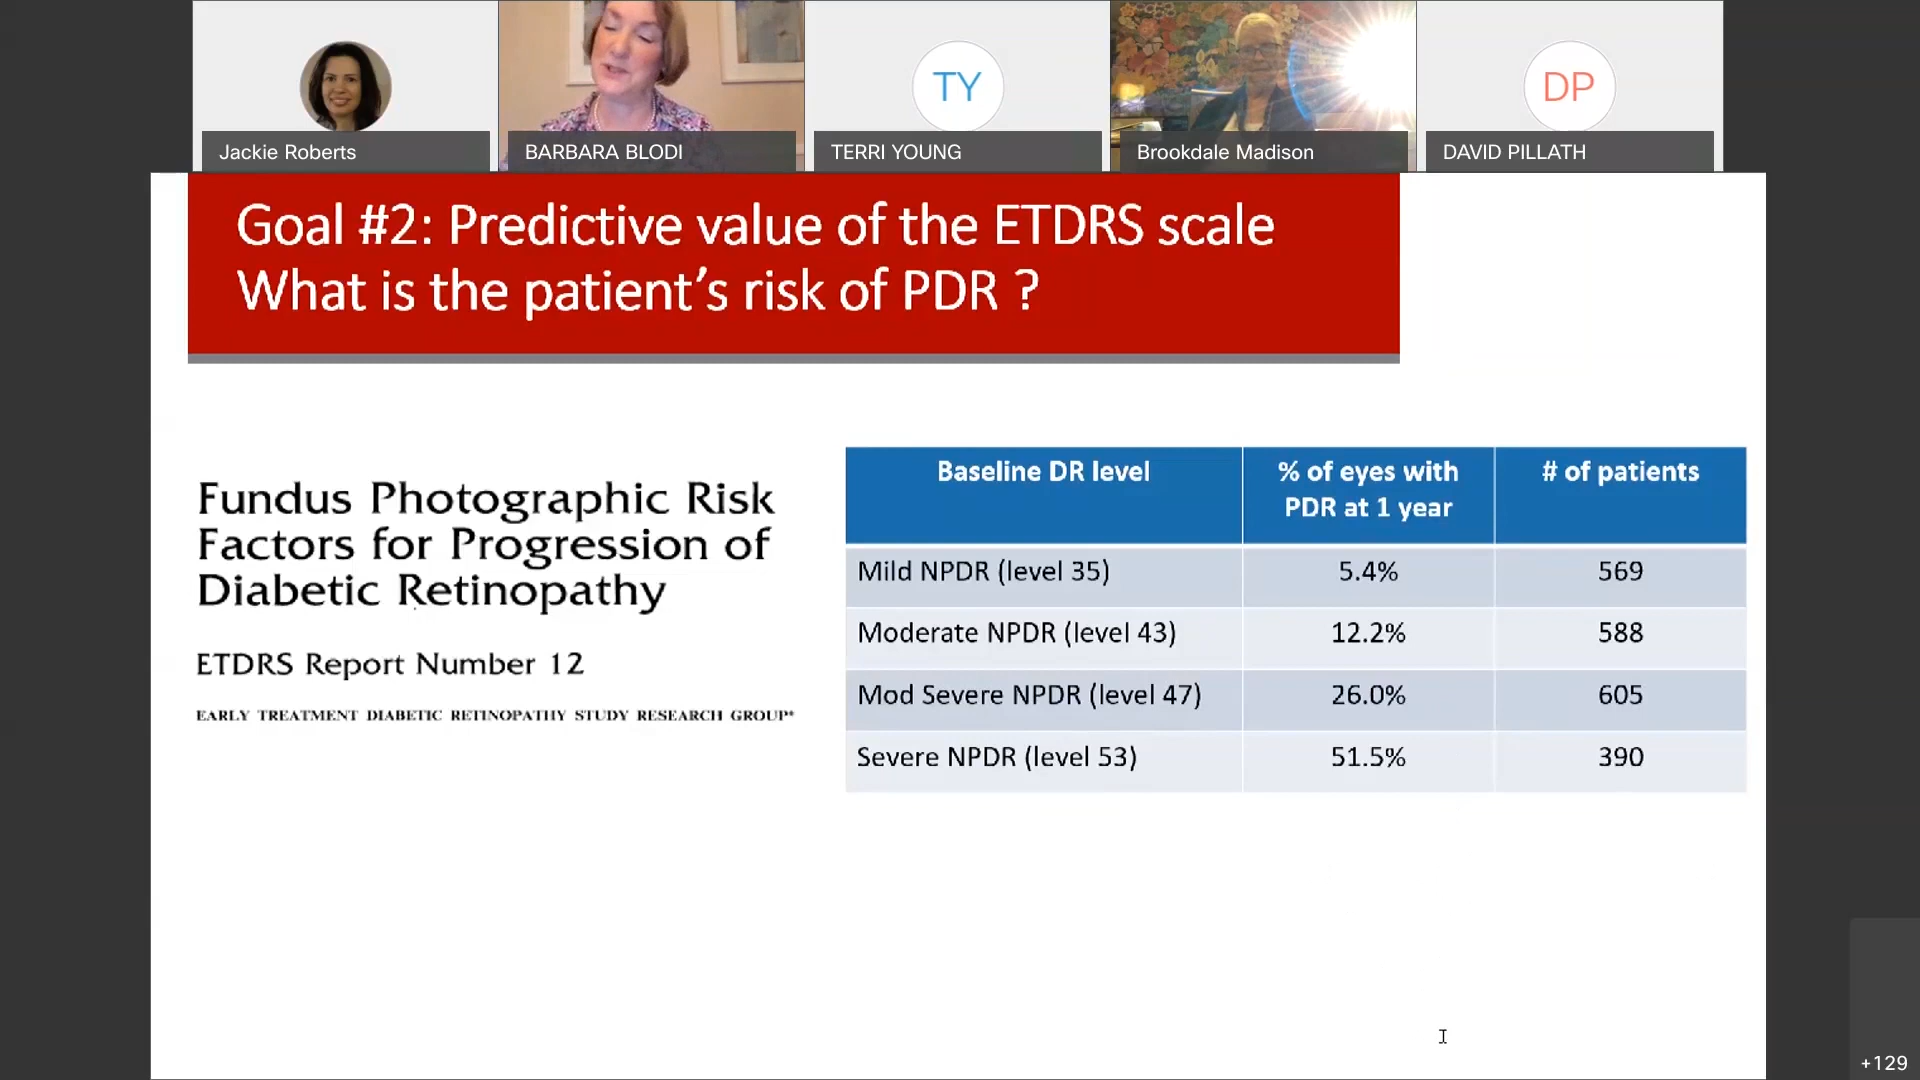 Jackie Roberts
BARBARA BLODI
TY
TERRI YOUNG
Brookdale Madison
DP
DAVID PILLATH
Goal #2: Predictive value of the ETDRS scale
What is the patient's risk of PDR ?
Fundus Photographic Risk
Factors for Progression of
Diabetic Retinopathy
ETDRS Report Number 12
EARLY TREATMENT DIABETIC RETINOPATHY STUDY RESEARCH GROUP*
Baseline DR level
% of eyes with
PDR at 1 year
# of patients
Mild NPDR (level 35) 5.4% 569
Moderate NPDR (level 43) 12.2% 588
Mod Severe NPDR (level 47) 26.0% 605
Severe NPDR (level 53) 51.5% 390
+129